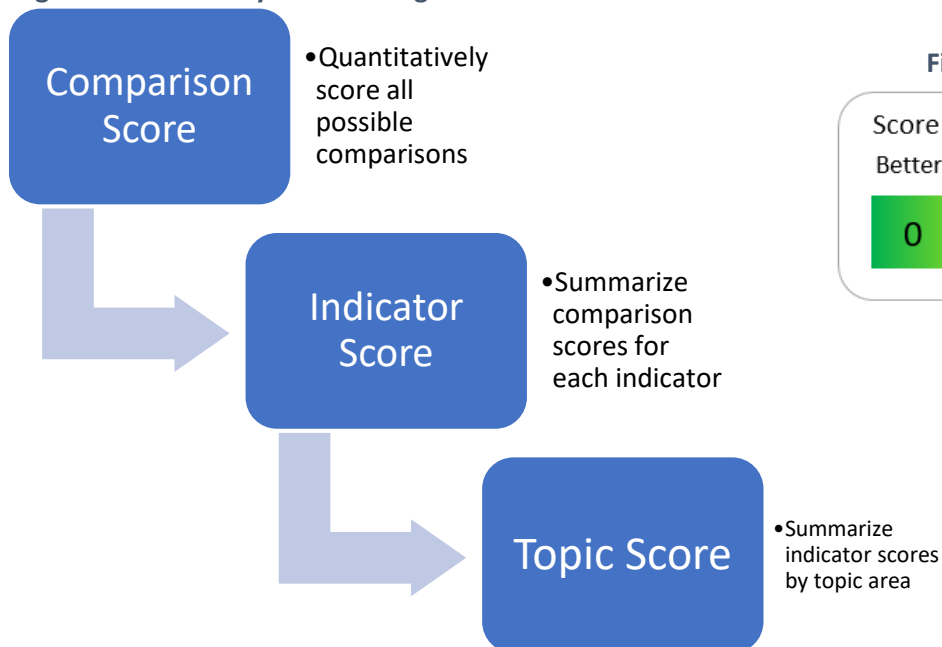 Comparison
Score
•Quantitatively
score all
possible
comparisons
Fi
Score
Better
0
Indicator
Score
•Summarize
comparison
scores for
each indicator
Topic Score
•Summarize
indicator scores
by topic area